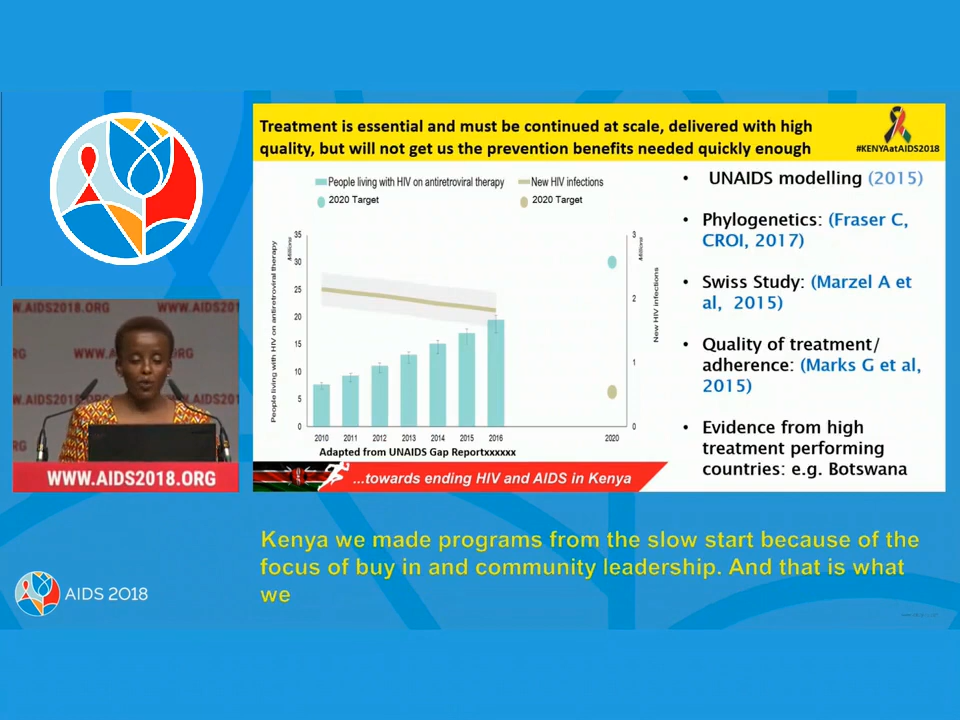 Treatment is essential and must be continued at scale, delivered with high
quality, but will not get us the prevention benefits needed quickly enough
#KENYAatAIDS2018
People living with HIV on antiretroviral therapy
New HIV infections
2020 Target
2020 Target
People living with HIV on antiretroviral therapy
Millions
35
30
25
20
15
10
5
0
2010 2011 2012 2013 2014 2015 2016 2020
3
2
1
0
Millions
New HIV infections
Adapted from UNAIDS Gap Reportxxxxxx
...towards ending HIV and AIDS in Kenya
• UNAIDS modelling (2015)
• Phylogenetics: (Fraser C,
CROI, 2017)
• Swiss Study: (Marzel A et
al, 2015)
• Quality of treatment/
adherence: (Marks G et al,
2015)
• Evidence from high
treatment performing
countries: e.g. Botswana
W.AIDS2018.ORG WWW.AIDS2018.ORG
RG WWW.A RG
W.AIDS201 S2018.ORG
RG
WWW.AIDS2018.ORG
Kenya we made programs from the slow start because of the
focus of buy in and community leadership. And that is what
we
AIDS 2018